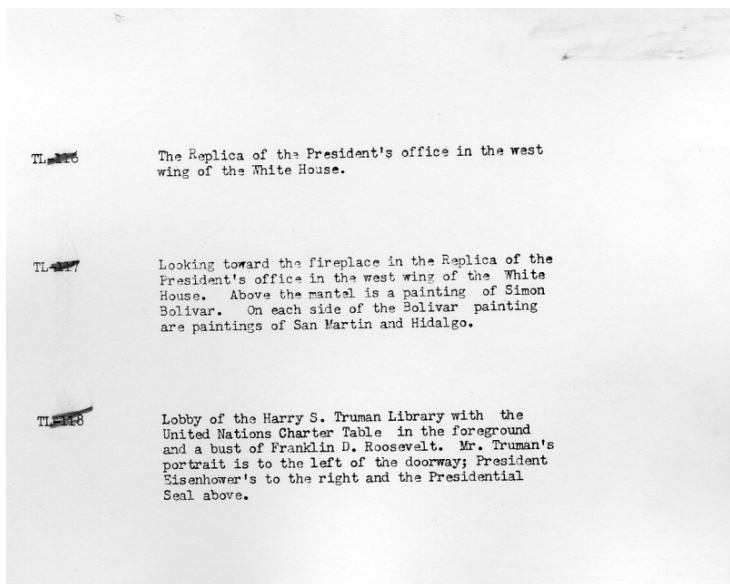 TL-116 The Replica of the President's office in the west
wing of the White House.
TL-117 Looking toward the fireplace in the Replica of the
President's office in the west wing of the White
House. Above the mantel is a painting of Simon
Bolivar. On each side of the Bolivar painting
are paintings of San Martin and Hidalgo.
TL-118 Lobby of the Harry S. Truman Library with the
United Nations Charter Table in the foreground
and a bust of Franklin D. Roosevelt. Mr. Truman's
portrait is to the left of the doorway; President
Eisenhower's to the right and the Presidential
Seal above.